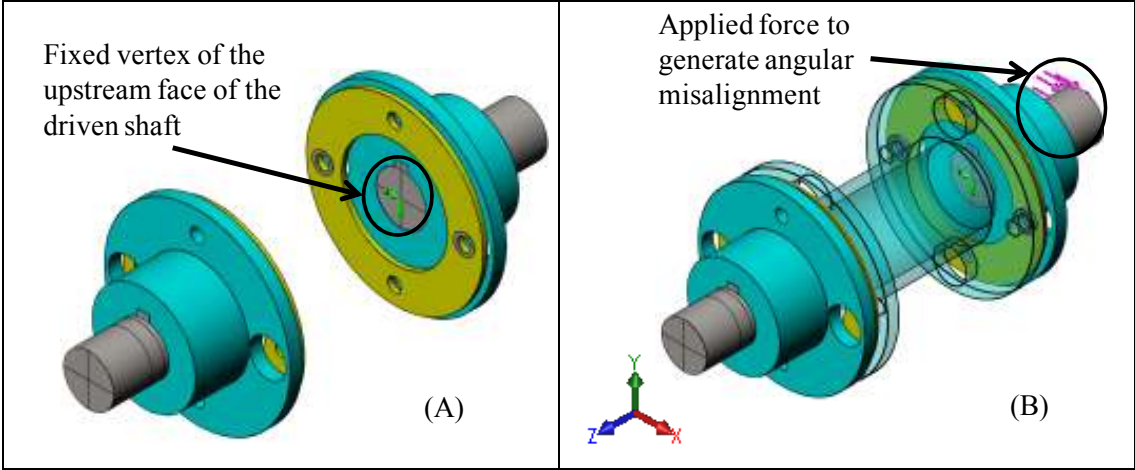 Fixed vertex of the
upstream face of the
driven shaft
(A)
Applied force to
generate angular
misalignment
Y
Z
X
(B)